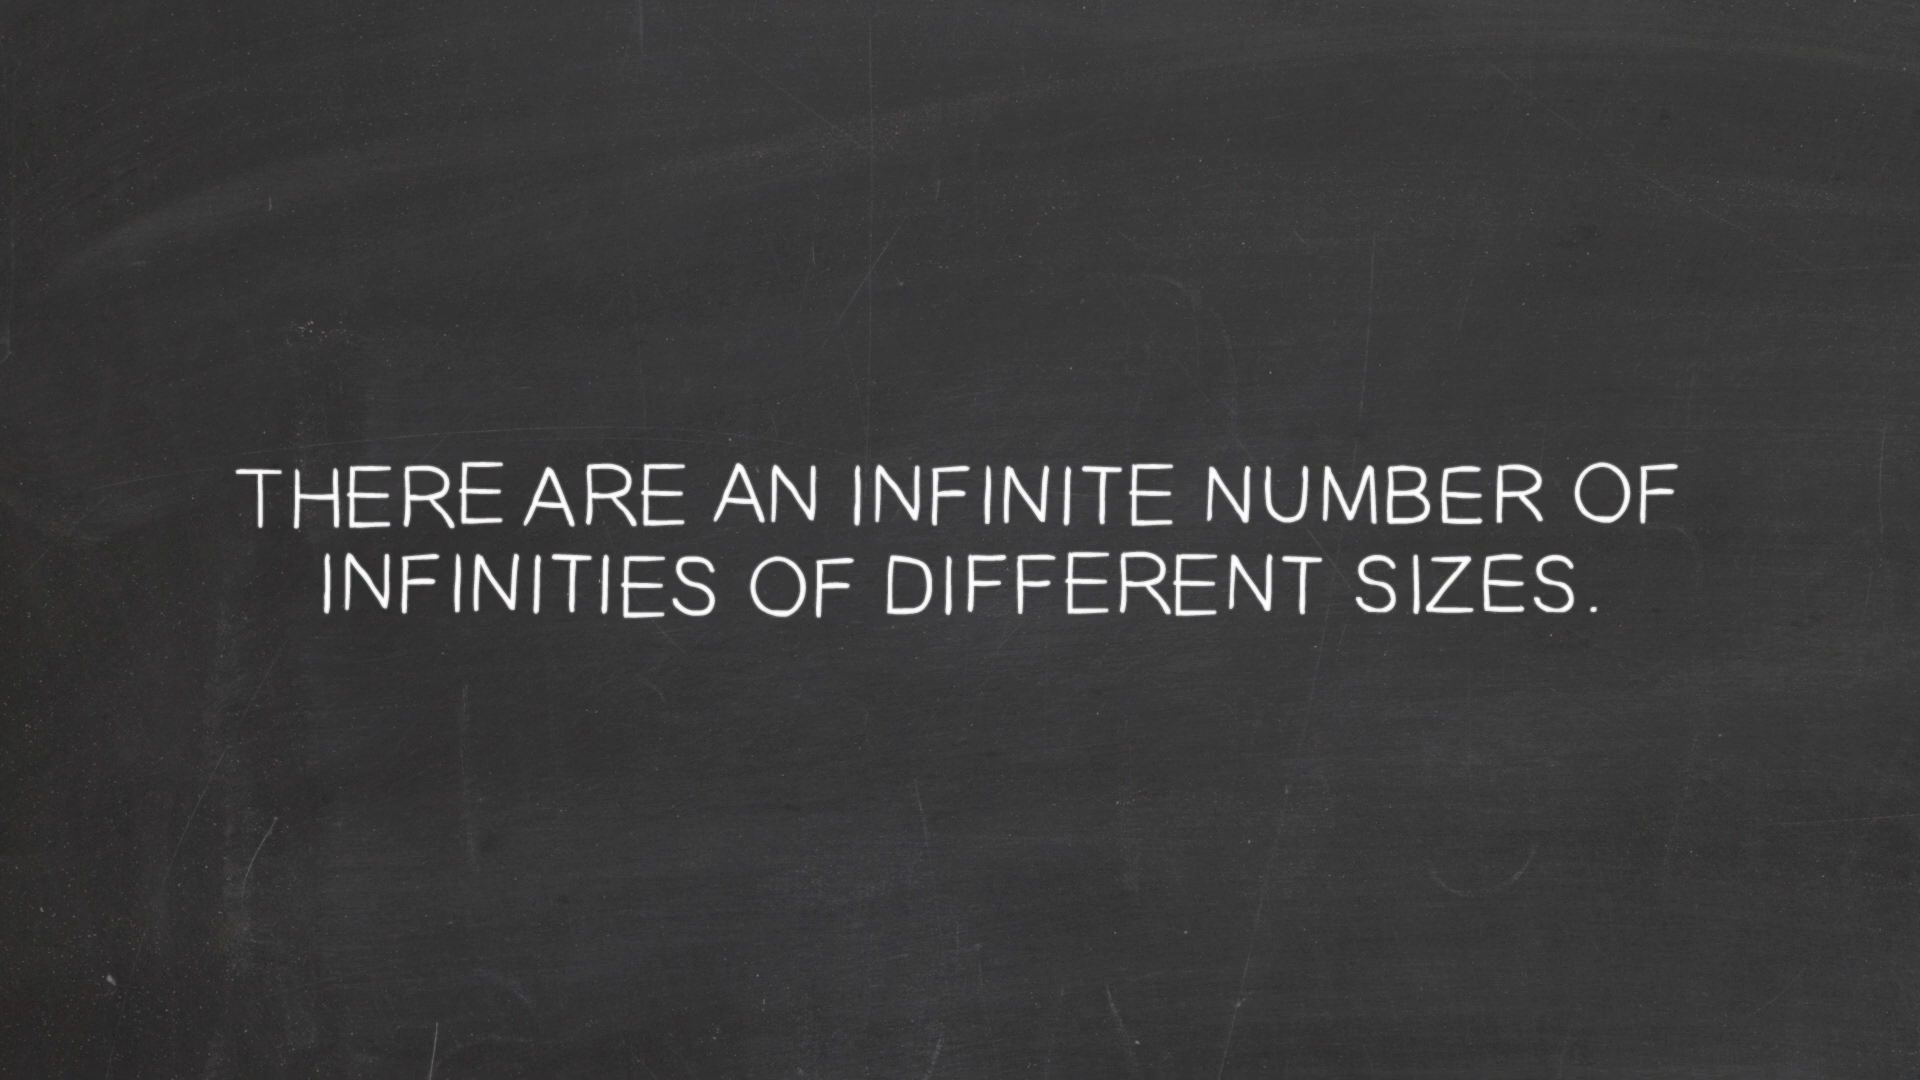 THERE ARE AN INFINITE NUMBER OF
INFINITIES OF DIFFERENT SIZES.